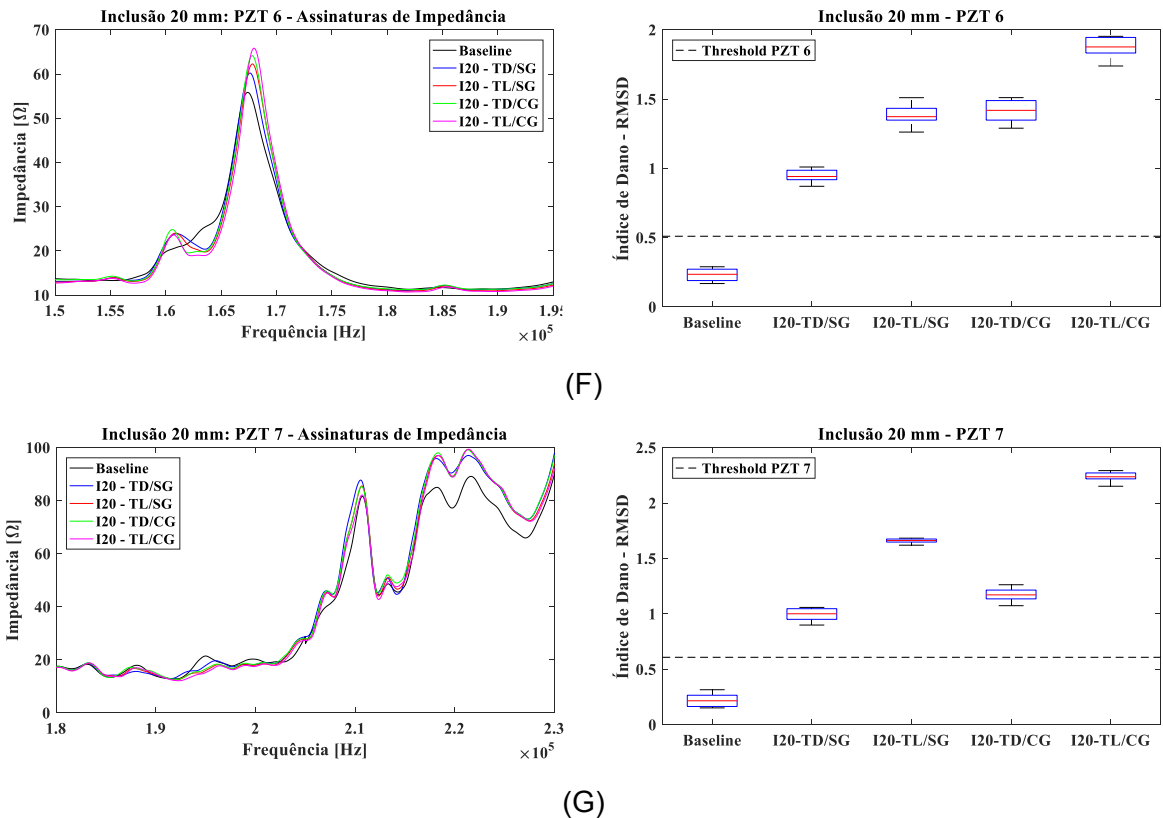 Inclusão 20 mm: PZT 6 - Assinaturas de Impedância
70
60
50
40
30
20
10
Impedância [Ω]
Baseline
I20 - TD/SG
I20 - TL/SG
I20 - TD/CG
I20 - TL/CG
1.5 1.55 1.6 1.65 1.7 1.75 1.8 1.85 1.9 1.95
Frequência [Hz]
×10⁵
Inclusão 20 mm - PZT 6
2
1.5
1
0.5
0
Índice de Dano - RMSD
Threshold PZT 6
Baseline I20-TD/SG I20-TL/SG I20-TD/CG I20-TL/CG
(F)
Inclusão 20 mm: PZT 7 - Assinaturas de Impedância
100
80
60
40
20
0
Impedância [Ω]
Baseline
I20 - TD/SG
I20 - TL/SG
I20 - TD/CG
I20 - TL/CG
1.8 1.9 2 2.1 2.2 2.3
Frequência [Hz]
×10⁵
Inclusão 20 mm - PZT 7
2.5
2
1.5
1
0.5
0
Índice de Dano - RMSD
Threshold PZT 7
Baseline I20-TD/SG I20-TL/SG I20-TD/CG I20-TL/CG
(G)